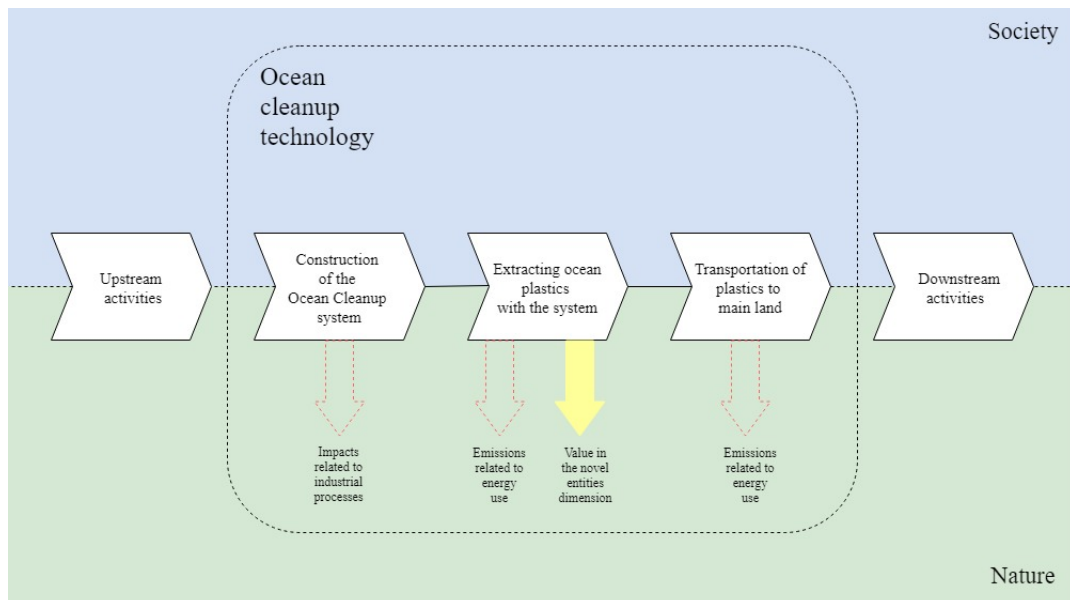 Society
Ocean
cleanup
technology
Upstream
activities
Construction
of the
Ocean Cleanup
system
Extracting ocean
plastics
with the system
Transportation of
plastics to
main land
Downstream
activities
Impacts
related to
industrial
processes
Emissions
related to
energy
use
Value in
the novel
entities
dimension
Emissions
related to
energy
use
Nature